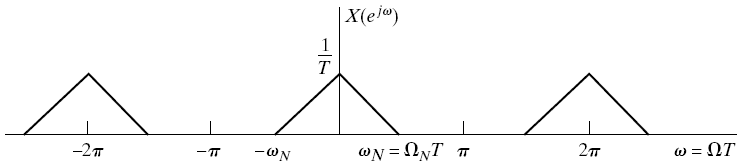 X(e^{jω})
1/T
−2π −π −ω_N ω_N = Ω_N T π 2π ω = ΩT